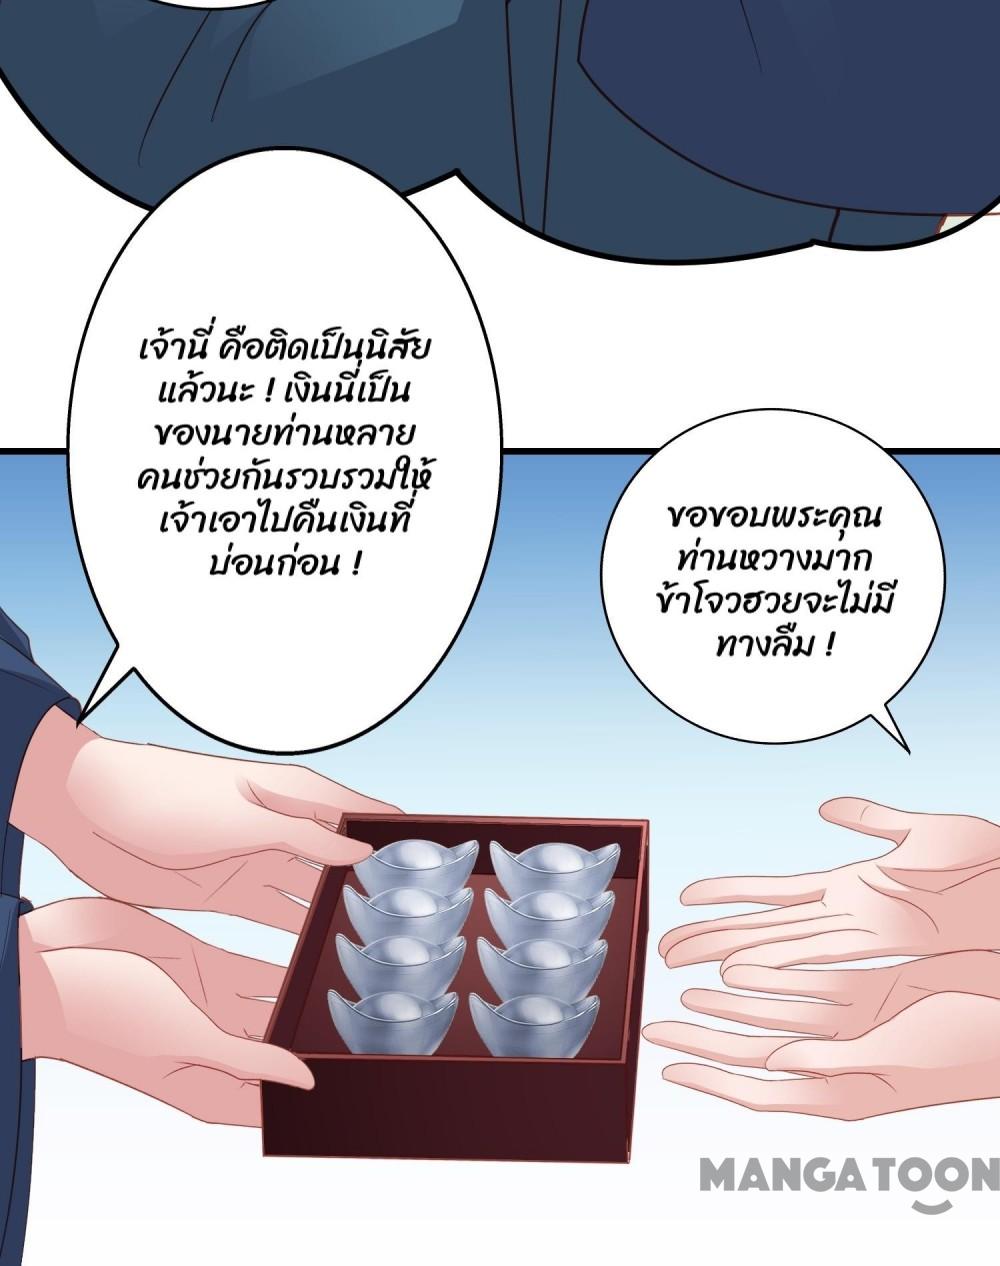 เจ้านี่ คือติดเป็นนิสัย
แล้วนะ ! เงินนี่เป็น
ของนายท่านหลาย
คนช่วยกันรวบรวมให้
เจ้าเอาไปคืนเงินที่
บ่อนก่อน !
ขอขอบพระคุณ
ท่านหวางมาก
ข้าโจวฮวยจะไม่มี
ทางลืม !
MANGA TOON